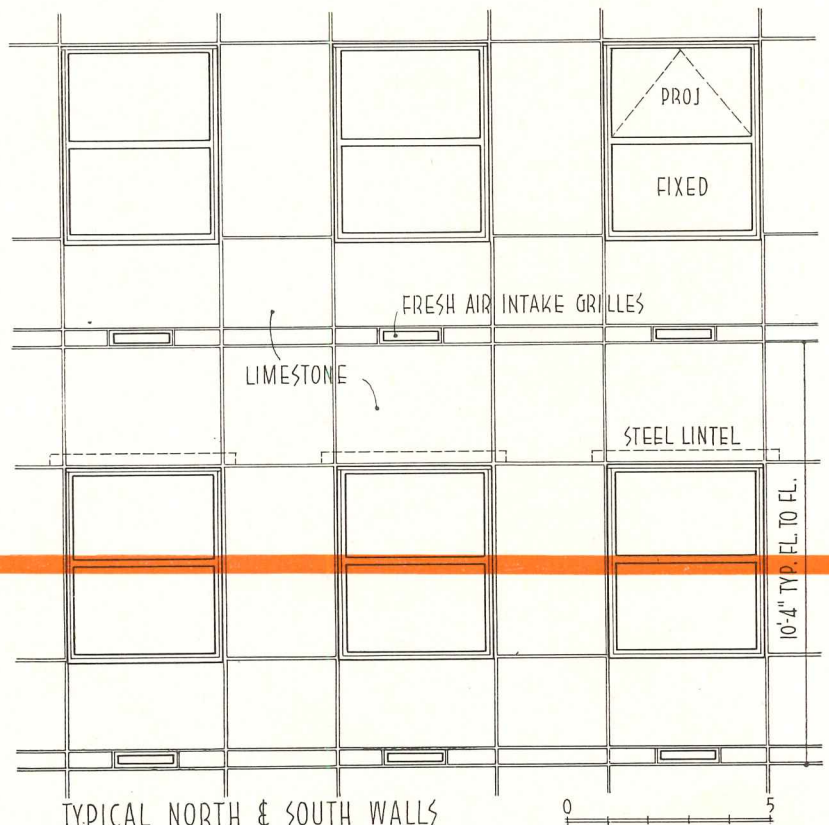 PROJ
FIXED
FRESH AIR INTAKE GRILLES
LIMESTONE
STEEL LINTEL
10'-4" TYP. FL. TO FL.
TYPICAL NORTH & SOUTH WALLS
0 5